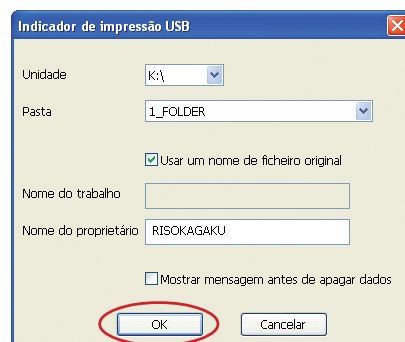 Indicador de impressão USB
Unidade K:\
Pasta 1_FOLDER
Usar um nome de ficheiro original
Nome do trabalho
Nome do proprietário RISOKAGAKU
Mostrar mensagem antes de apagar dados
OK Cancelar